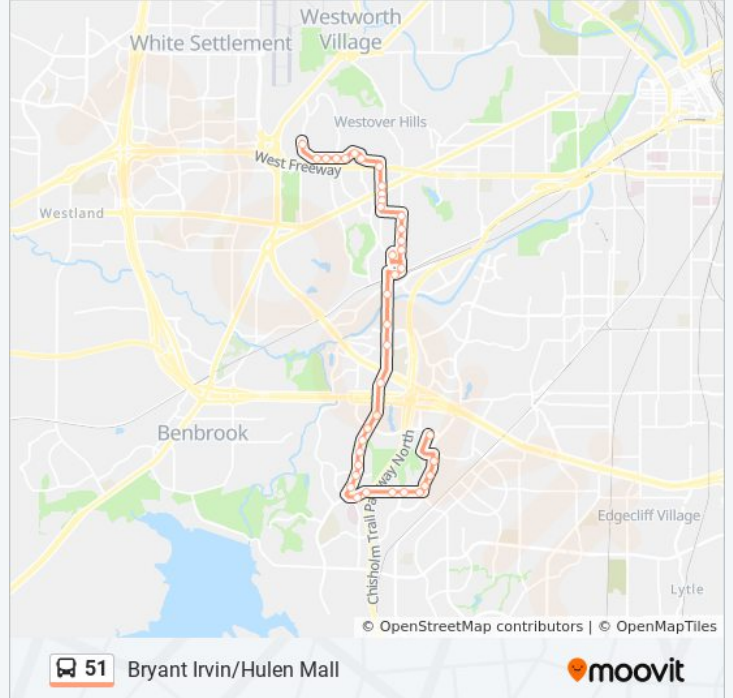 Westworth
Village
White Settlement
Westover Hills
West Freeway
Westland
Benbrook
Chisholm Trail Parkway North
Edgecliff Village
Lytle
© OpenStreetMap contributors | © OpenMapTiles
51 Bryant Irvin/Hulen Mall
moovit